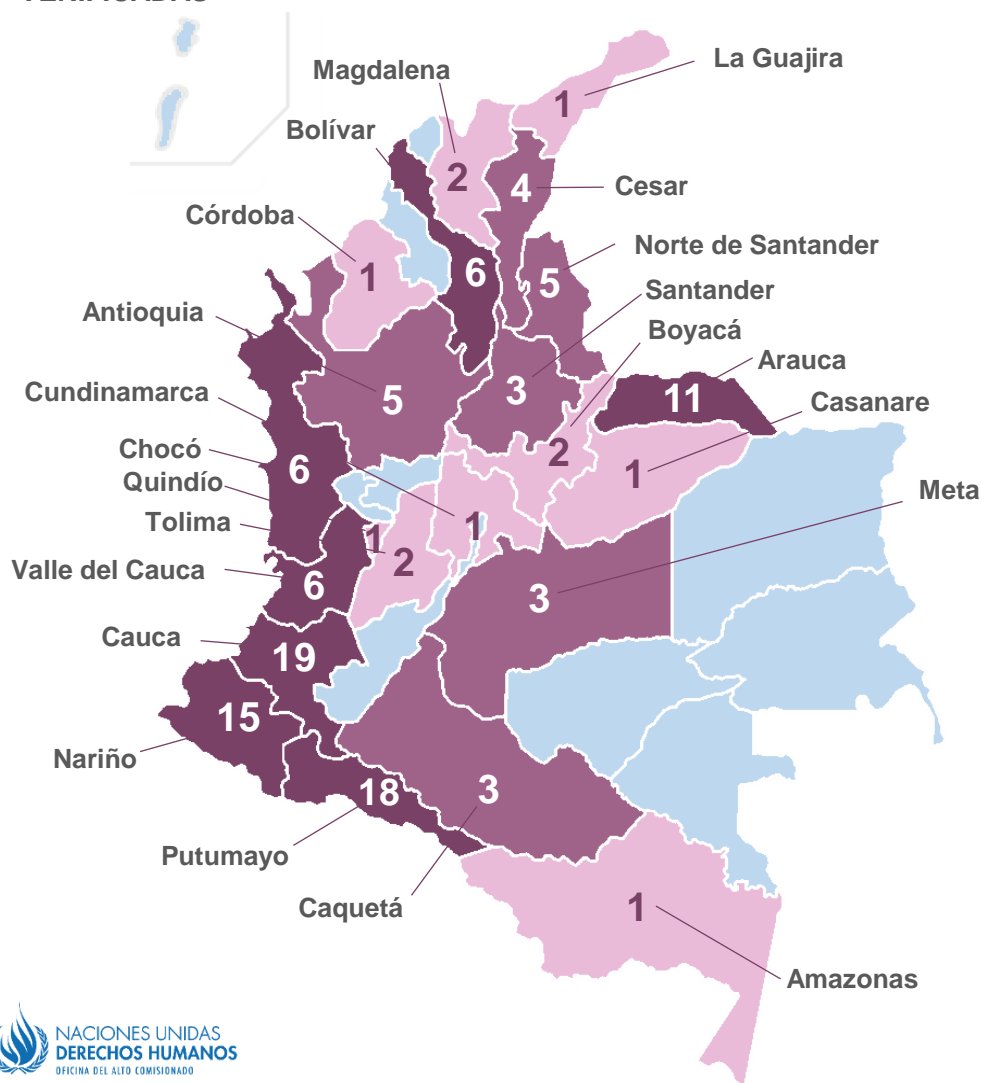 VERIFICADAS
La Guajira
Magdalena
1
Bolívar
2
4
Cesar
Córdoba
Norte de Santander
1
6
5
Santander
Antioquia
Boyacá
Arauca
Cundinamarca
5
3
11
Casanare
Chocó
6
2
1
Meta
Quindío
Tolima
1
1
2
Valle del Cauca
6
3
Cauca
19
15
Nariño
18
3
Putumayo
Caquetá
1
Amazonas
NACIONES UNIDAS
DERECHOS HUMANOS
OFICINA DEL ALTO COMISIONADO